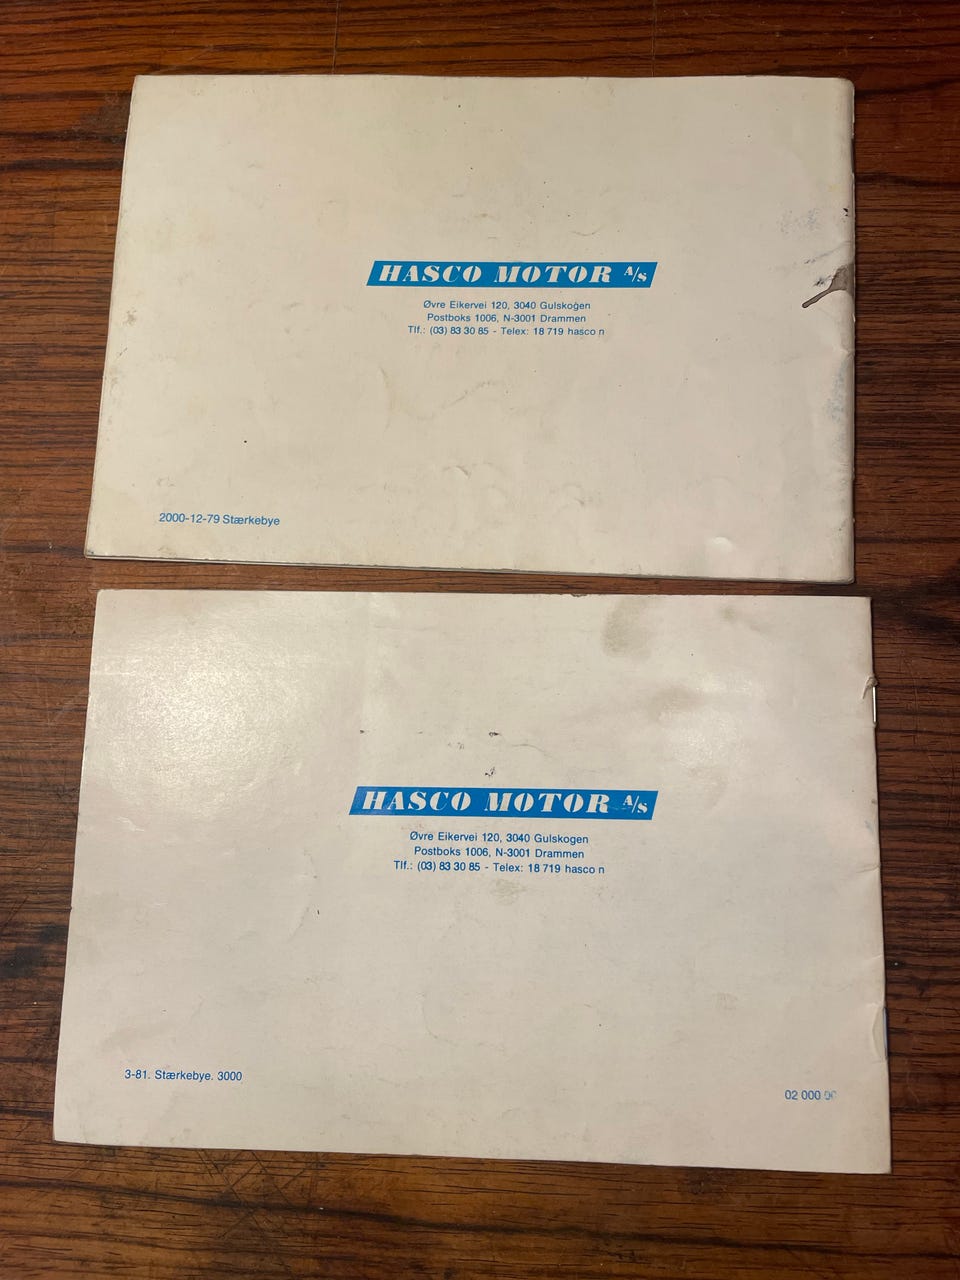 HASCO MOTOR A/S
Øvre Eikervei 120, 3040 Gulskogen
Postboks 1006, N-3001 Drammen
Tlf.: (03) 83 30 85 - Telex: 18 719 hasco n
2000-12-79 Stærkebye
HASCO MOTOR A/S
Øvre Eikervei 120, 3040 Gulskogen
Postboks 1006, N-3001 Drammen
Tlf.: (03) 83 30 85 - Telex: 18 719 hasco n
3-81. Stærkebye. 3000
02 000